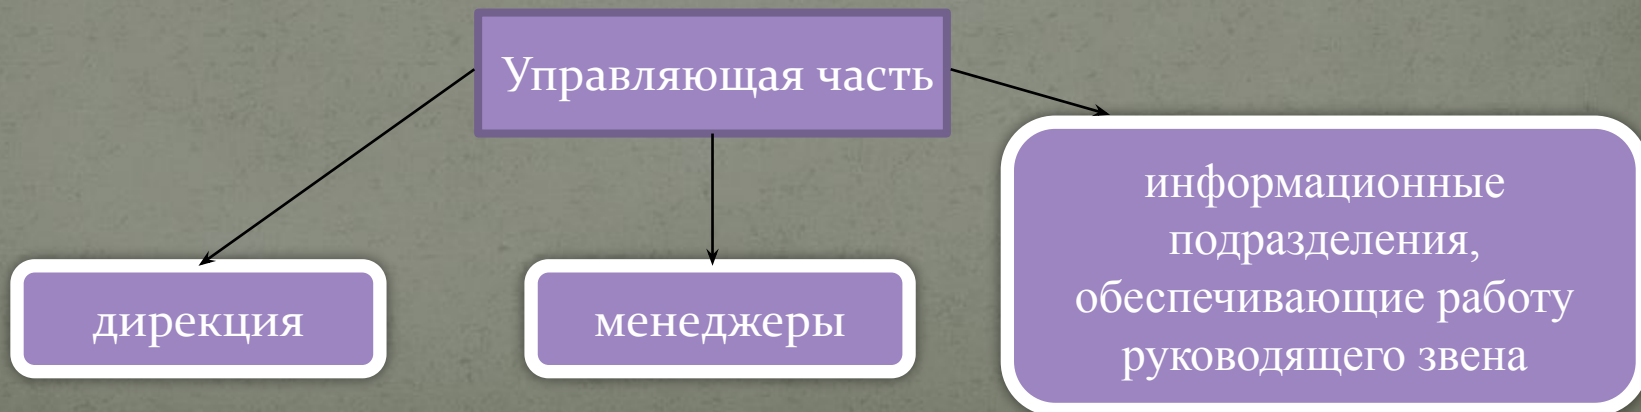 Управляющая часть
дирекция
менеджеры
информационные
подразделения,
обеспечивающие работу
руководящего звена